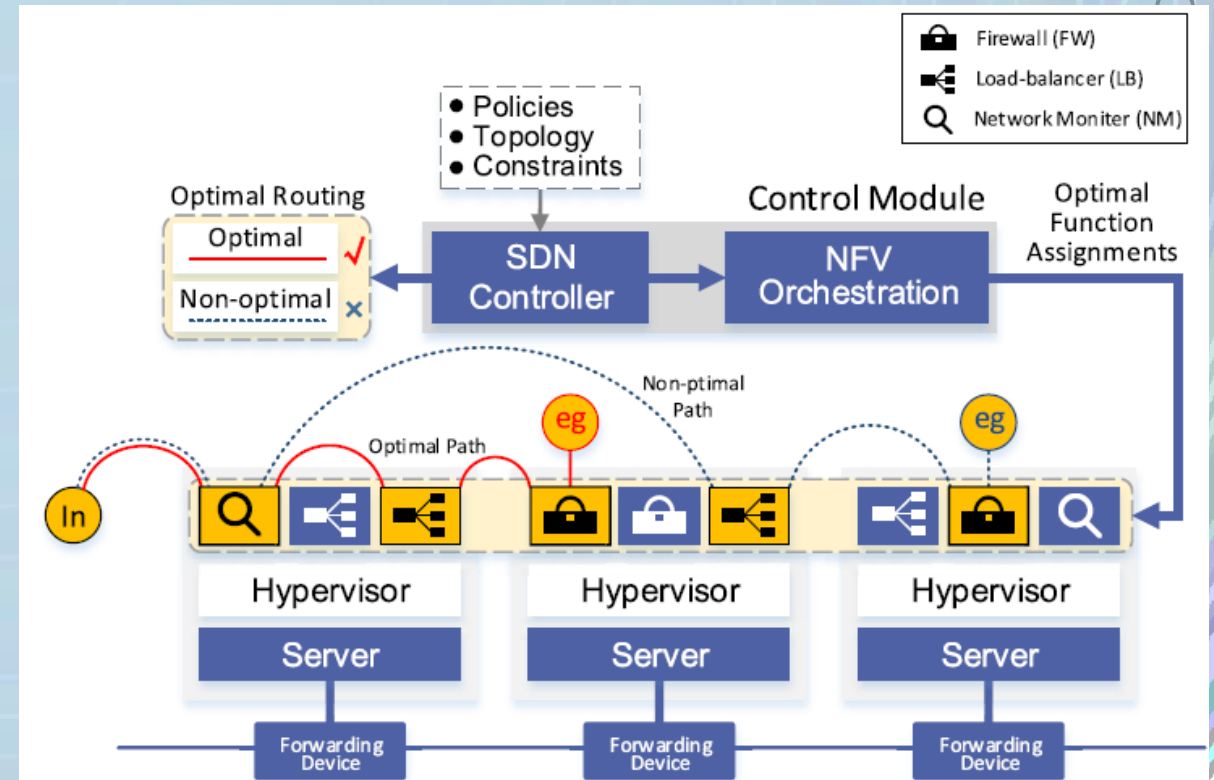 Firewall (FW)
Load-balancer (LB)
Network Moniter (NM)
● Policies
● Topology
● Constraints
Optimal Routing
Optimal
Non-optimal
SDN
Controller
Control Module
NFV
Orchestration
Optimal
Function
Assignments
Non-ptimal
Path
Optimal Path
eg
eg
In
Hypervisor
Hypervisor
Hypervisor
Server
Server
Server
Forwarding
Device
Forwarding
Device
Forwarding
Device